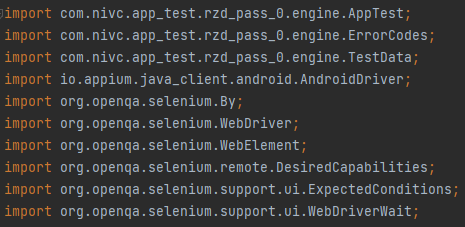 import com.nivc.app_test.rzd_pass_0.engine.AppTest;
import com.nivc.app_test.rzd_pass_0.engine.ErrorCodes;
import com.nivc.app_test.rzd_pass_0.engine.TestData;
import io.appium.java_client.android.AndroidDriver;
import org.openqa.selenium.By;
import org.openqa.selenium.WebDriver;
import org.openqa.selenium.WebElement;
import org.openqa.selenium.remote.DesiredCapabilities;
import org.openqa.selenium.support.ui.ExpectedConditions;
import org.openqa.selenium.support.ui.WebDriverWait;